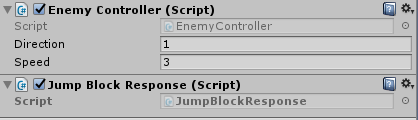 Enemy Controller (Script)
Script EnemyController
Direction 1
Speed 3
Jump Block Response (Script)
Script JumpBlockResponse